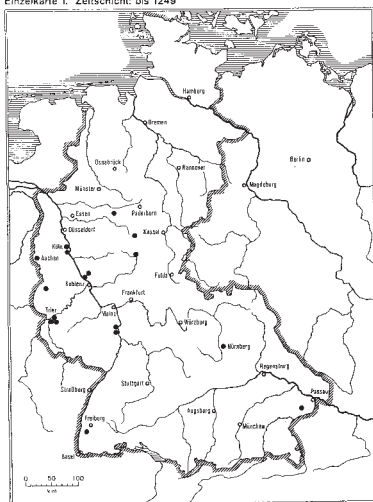 Einzelkarte 1. Zeitschicht: bis 1249
Hamburg
Bremen
Osnabrück
Hannover
Berlin
Münster
Magdeburg
Essen
Paderborn
Düsseldorf
Kassel
Köln
Aachen
Fulda
Koblenz
Frankfurt
Trier
Mainz
Würzburg
Nürnberg
Regensburg
Straßburg
Stuttgart
Passau
Augsburg
Freiburg
München
Basel
0 50 100